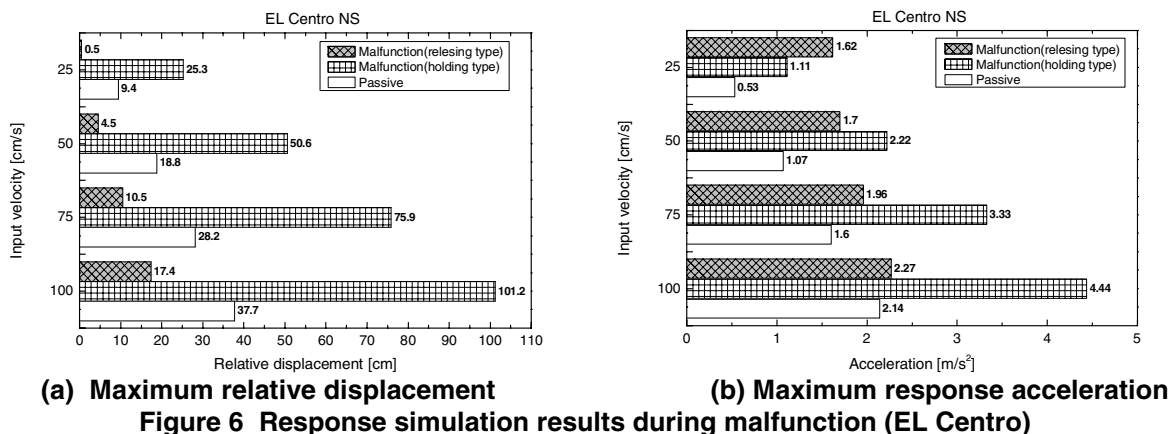 EL Centro NS
Malfunction(relesing type)
Malfunction(holding type)
Passive
Input velocity [cm/s]
25
50
75
100
0.5
25.3
9.4
4.5
50.6
18.8
10.5
75.9
28.2
17.4
101.2
37.7
0 10 20 30 40 50 60 70 80 90 100 110
Relative displacement [cm]
(a) Maximum relative displacement
EL Centro NS
Malfunction(relesing type)
Malfunction(holding type)
Passive
Input velocity [cm/s]
25
50
75
100
1.62
1.11
0.53
1.7
2.22
1.07
1.96
3.33
1.6
2.27
4.44
2.14
0 1 2 3 4 5
Acceleration [m/s²]
(b) Maximum response acceleration
Figure 6 Response simulation results during malfunction (EL Centro)